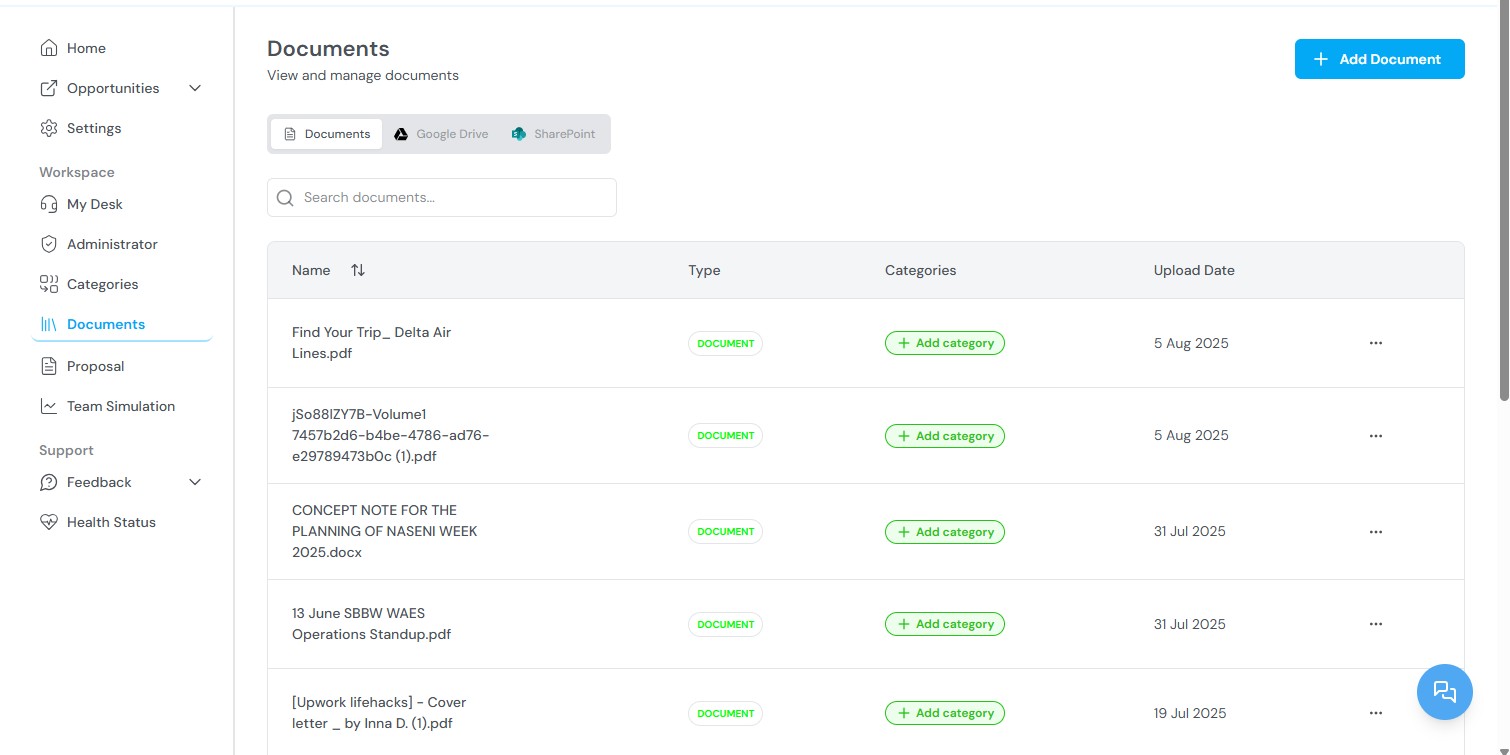 Home
Opportunities
Settings
Workspace
My Desk
Administrator
Categories
Documents
Proposal
Team Simulation
Support
Feedback
Health Status
Documents
View and manage documents
Add Document
Documents Google Drive SharePoint
Search documents...
Name Type Categories Upload Date
Find Your Trip_ Delta Air
Lines.pdf
DOCUMENT Add category 5 Aug 2025
jSo88lZY7B-Volume1
7457b2d6-b4be-4786-ad76-
e29789473b0c (1).pdf
DOCUMENT Add category 5 Aug 2025
CONCEPT NOTE FOR THE
PLANNING OF NASENI WEEK
2025.docx
DOCUMENT Add category 31 Jul 2025
13 June SBBW WAES
Operations Standup.pdf
DOCUMENT Add category 31 Jul 2025
[Upwork lifehacks] - Cover
letter _ by Inna D. (1).pdf
DOCUMENT Add category 19 Jul 2025